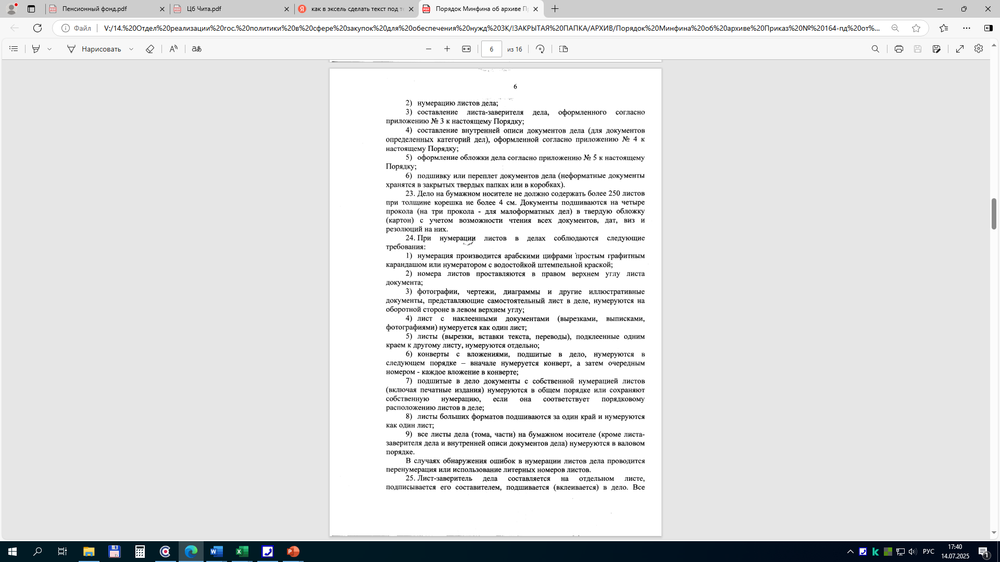 Пенсионный фонд.pdf
Цб Чита.pdf
как в эксель сделать текст под т
Порядок Минфина об архиве П
Файл
V:/14.%20Отдел%20реализации%20гос.%20политики%20в%20сфере%20закупок%20для%20обеспечения%20нужд%20ЗК/!ЗАКРЫТАЯ%20ПАПКА/АРХИВ/Порядок%20Минфина%20об%20архиве%20Приказ%20№%20164-пд%20от%...
Нарисовать
6
из 16
6
2) нумерацию листов дела;
3) составление листа-заверителя дела, оформленного согласно
приложению № 3 к настоящему Порядку;
4) составление внутренней описи документов дела (для документов
определенных категорий дел), оформленной согласно приложению № 4 к
настоящему Порядку;
5) оформление обложки дела согласно приложению № 5 к настоящему
Порядку;
6) подшивку или переплет документов дела (неформатные документы
хранятся в закрытых твердых папках или в коробках).
23. Дело на бумажном носителе не должно содержать более 250 листов
при толщине корешка не более 4 см. Документы подшиваются на четыре
прокола (на три прокола - для малоформатных дел) в твердую обложку
(картон) с учетом возможности чтения всех документов, дат, виз и
резолюций на них.
24. При нумерации листов в делах соблюдаются следующие
требования:
1) нумерация производится арабскими цифрами простым графитным
карандашом или нумератором с водостойкой штемпельной краской;
2) номера листов проставляются в правом верхнем углу листа
документа;
3) фотографии, чертежи, диаграммы и другие иллюстративные
документы, представляющие самостоятельный лист в деле, нумеруются на
оборотной стороне в левом верхнем углу;
4) лист с наклеенными документами (вырезками, выписками,
фотографиями) нумеруется как один лист;
5) листы (вырезки, вставки текста, переводы), подклеенные одним
краем к другому листу, нумеруются отдельно;
6) конверты с вложениями, подшитые в дело, нумеруются в
следующем порядке – вначале нумеруется конверт, а затем очередным
номером - каждое вложение в конверте;
7) подшитые в дело документы с собственной нумерацией листов
(включая печатные издания) нумеруются в общем порядке или сохраняют
собственную нумерацию, если она соответствует порядковому
расположению листов в деле;
8) листы больших форматов подшиваются за один край и нумеруются
как один лист;
9) все листы дела (тома, части) на бумажном носителе (кроме листа-
заверителя дела и внутренней описи документов дела) нумеруются в валовом
порядке.
В случаях обнаружения ошибок в нумерации листов дела проводится
перенумерация или использование литерных номеров листов.
25. Лист-заверитель дела составляется на отдельном листе,
подписывается его составителем, подшивается (вклеивается) в дело. Все
РУС
17:40
14.07.2025
1